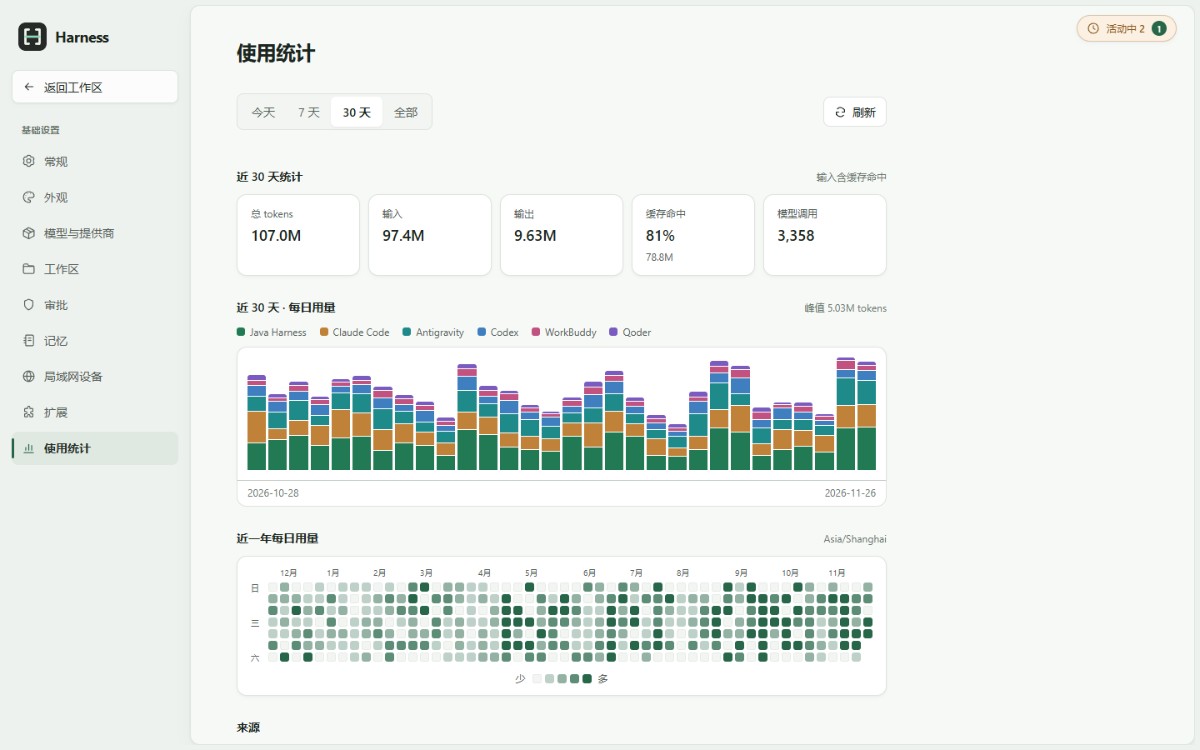 Harness
返回工作区
基础设置
常规
外观
模型与提供商
工作区
审批
记忆
局域网设备
扩展
使用统计
活动中 2 1
使用统计
今天 7 天 30 天 全部
刷新
近 30 天统计
输入含缓存命中
总 tokens
107.0M
输入
97.4M
输出
9.63M
缓存命中
81%
78.8M
模型调用
3,358
近 30 天 · 每日用量
峰值 5.03M tokens
Java Harness Claude Code Antigravity Codex WorkBuddy Qoder
2026-10-28 2026-11-26
近一年每日用量
Asia/Shanghai
12月 1月 2月 3月 4月 5月 6月 7月 8月 9月 10月 11月
日
三
六
少 多
来源